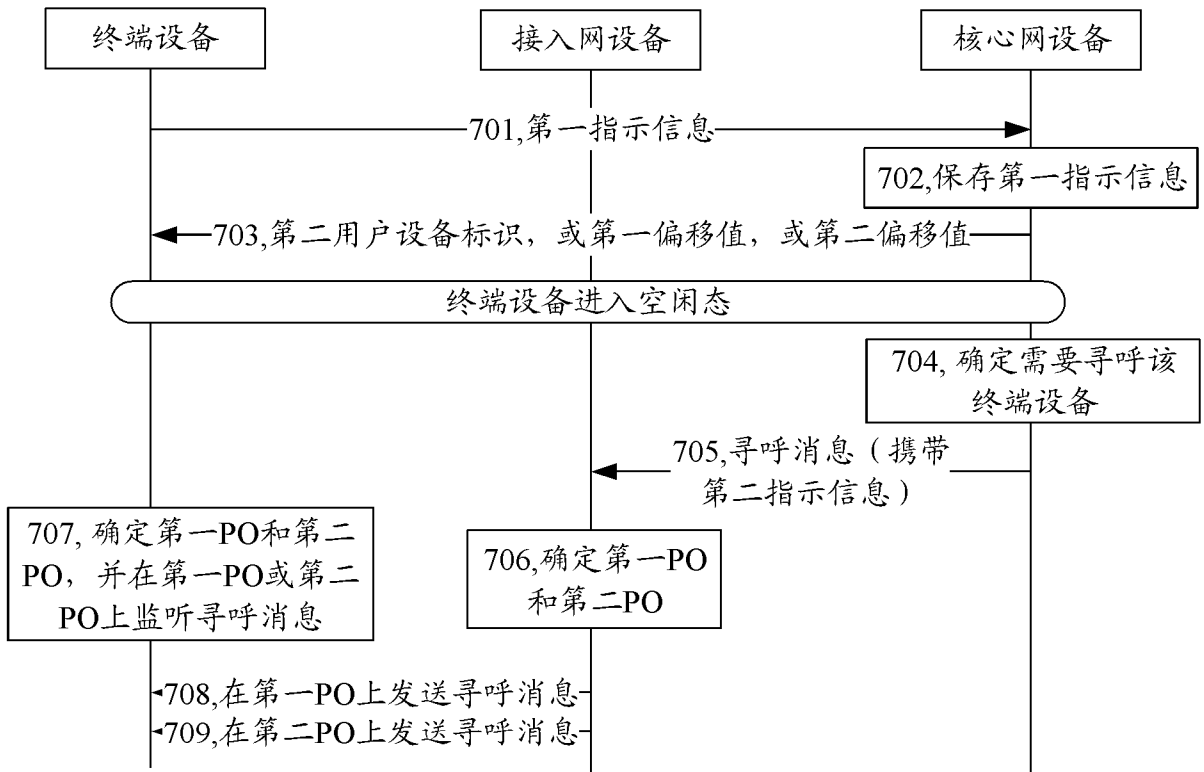 终端设备
接入网设备
核心网设备
701,第一指示信息
702,保存第一指示信息
703,第二用户设备标识，或第一偏移值，或第二偏移值
终端设备进入空闲态
704, 确定需要寻呼该
终端设备
705,寻呼消息（携带
第二指示信息）
707, 确定第一PO和第二
PO，并在第一PO或第二
PO上监听寻呼消息
706,确定第一PO
和第二PO
708,在第一PO上发送寻呼消息
709,在第二PO上发送寻呼消息